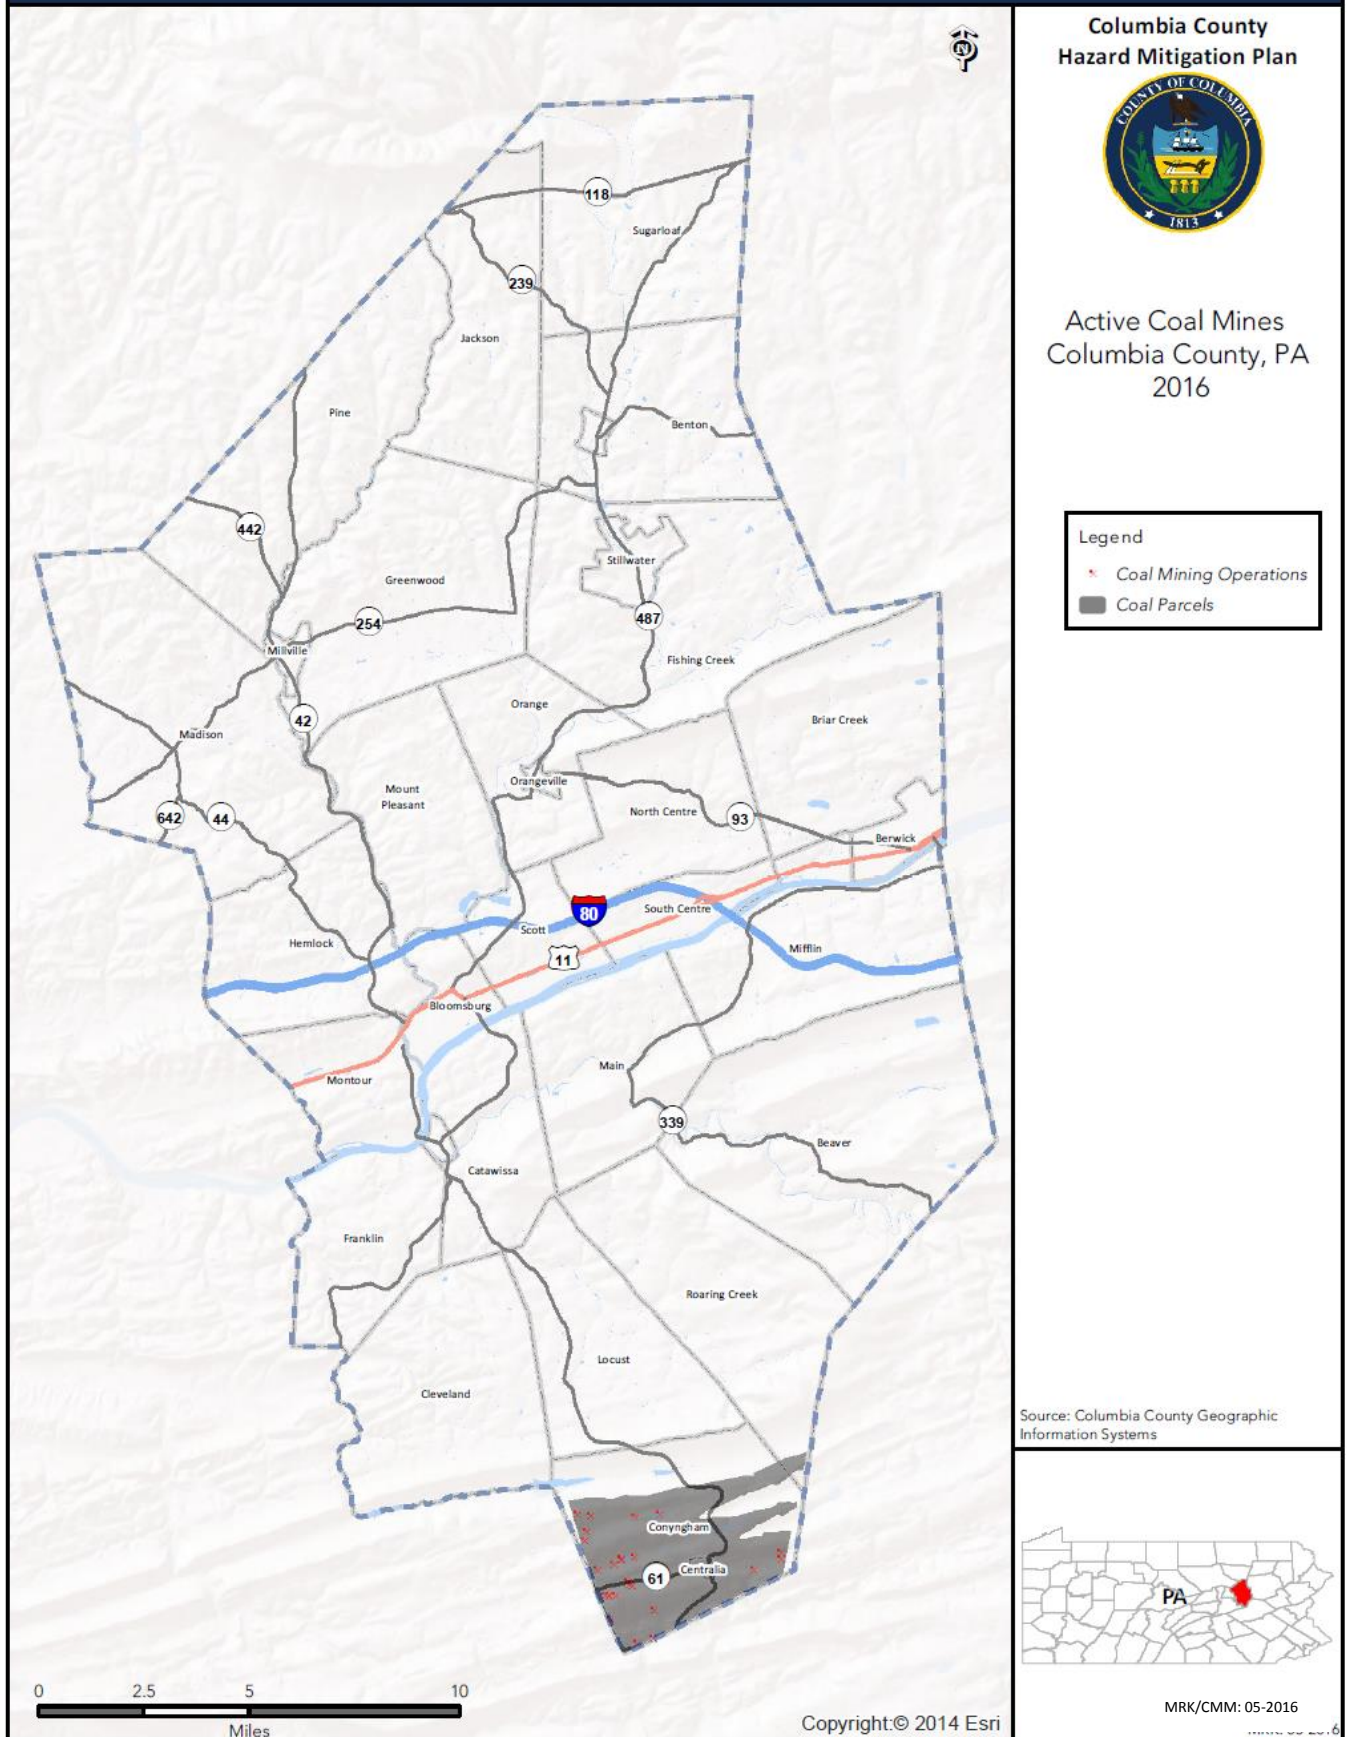 Columbia County
Hazard Mitigation Plan
COUNTY OF COLUMBIA
1813
Active Coal Mines
Columbia County, PA
2016
Legend
Coal Mining Operations
Coal Parcels
N
118
Sugarloaf
239
Jackson
Pine
Benton
442
Stillwater
Greenwood
254
487
Millville
Fishing Creek
Orange
42
Briar Creek
Madison
Orangeville
Mount
Pleasant
North Centre
642
44
93
Berwick
80
South Centre
Scott
Hemlock
Mifflin
11
Bloomsburg
Main
Montour
339
Beaver
Catawissa
Franklin
Roaring Creek
Locust
Cleveland
Conyngham
Centralia
61
Source: Columbia County Geographic
Information Systems
PA
MRK/CMM: 05-2016
0 2.5 5 10
Miles
Copyright:© 2014 Esri